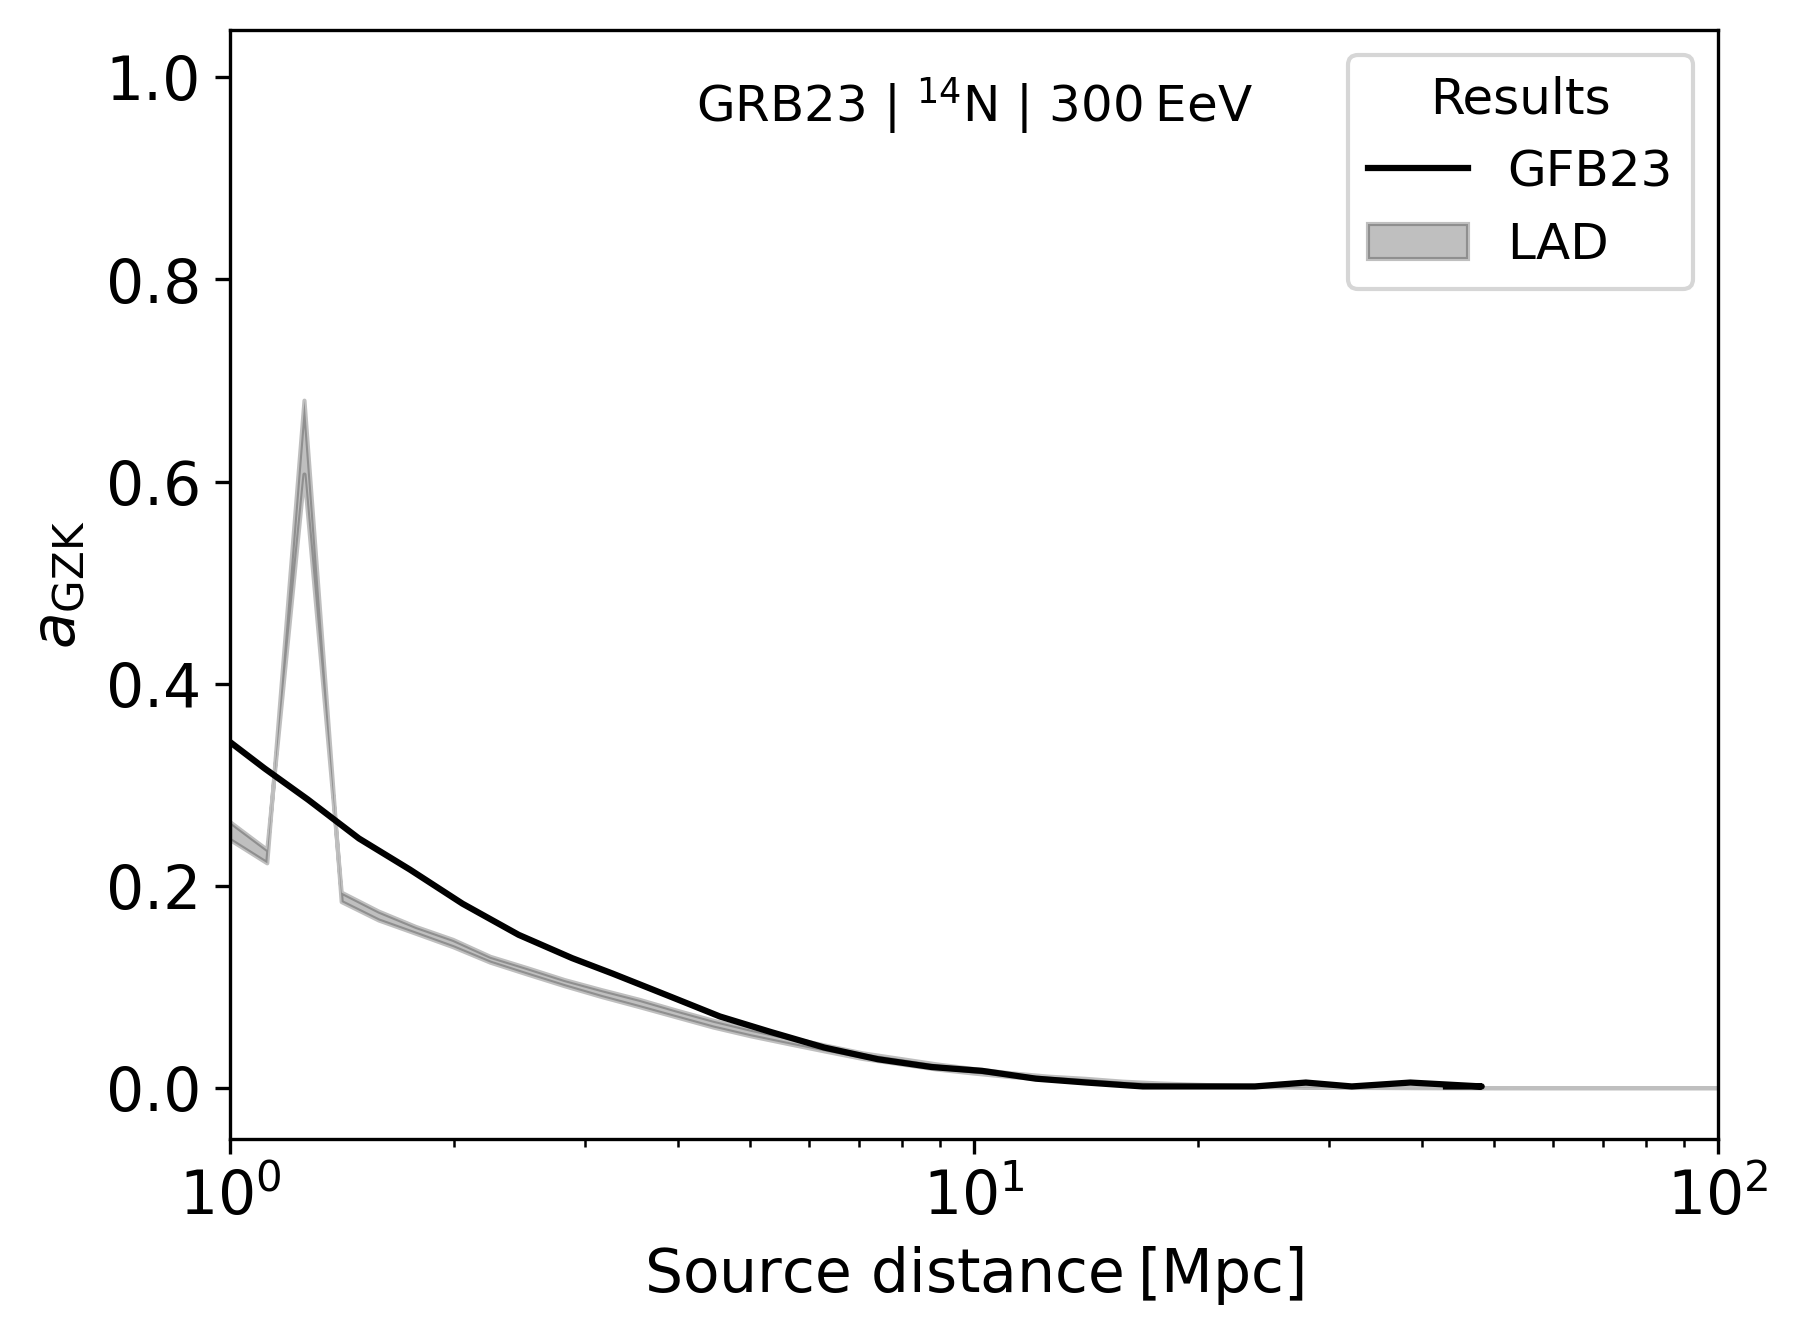 GRB23 | ¹⁴N | 300 EeV
Results
GFB23
LAD
1.0
0.8
0.6
0.4
0.2
0.0
a_GZK
10⁰
10¹
10²
Source distance [Mpc]